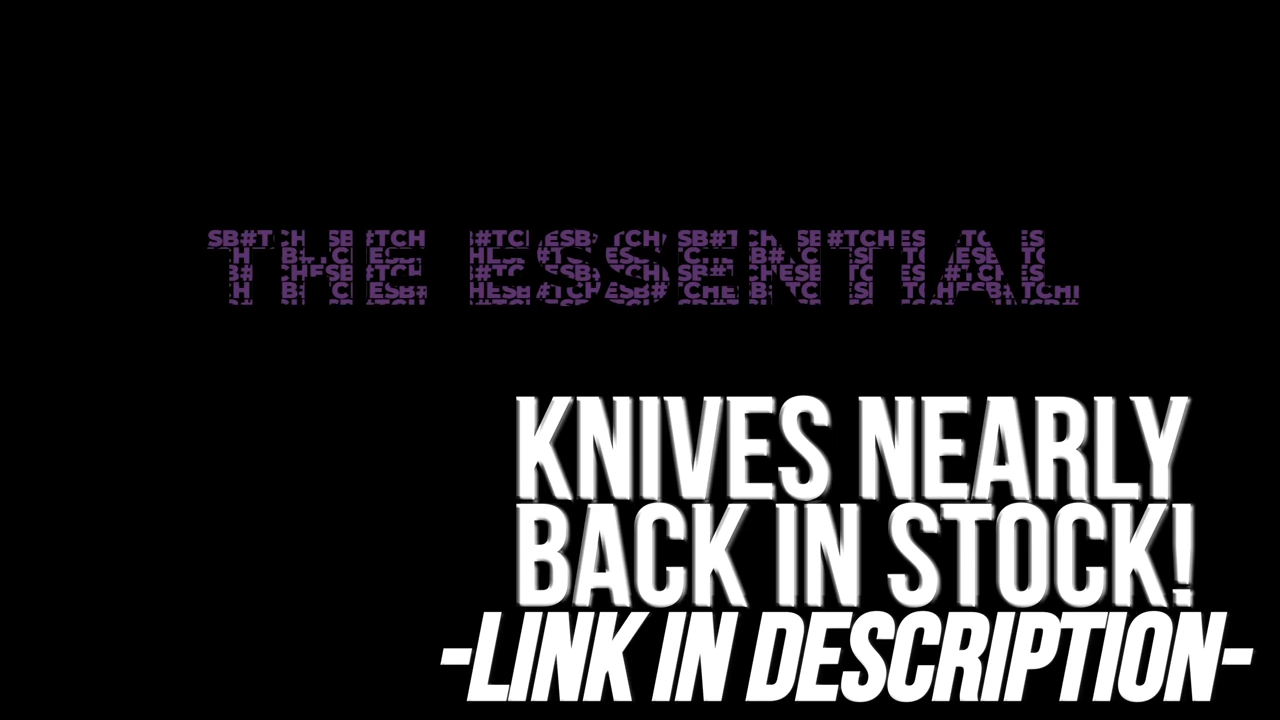 THE ESSENTIAL
KNIVES NEARLY
BACK IN STOCK!
-LINK IN DESCRIPTION-